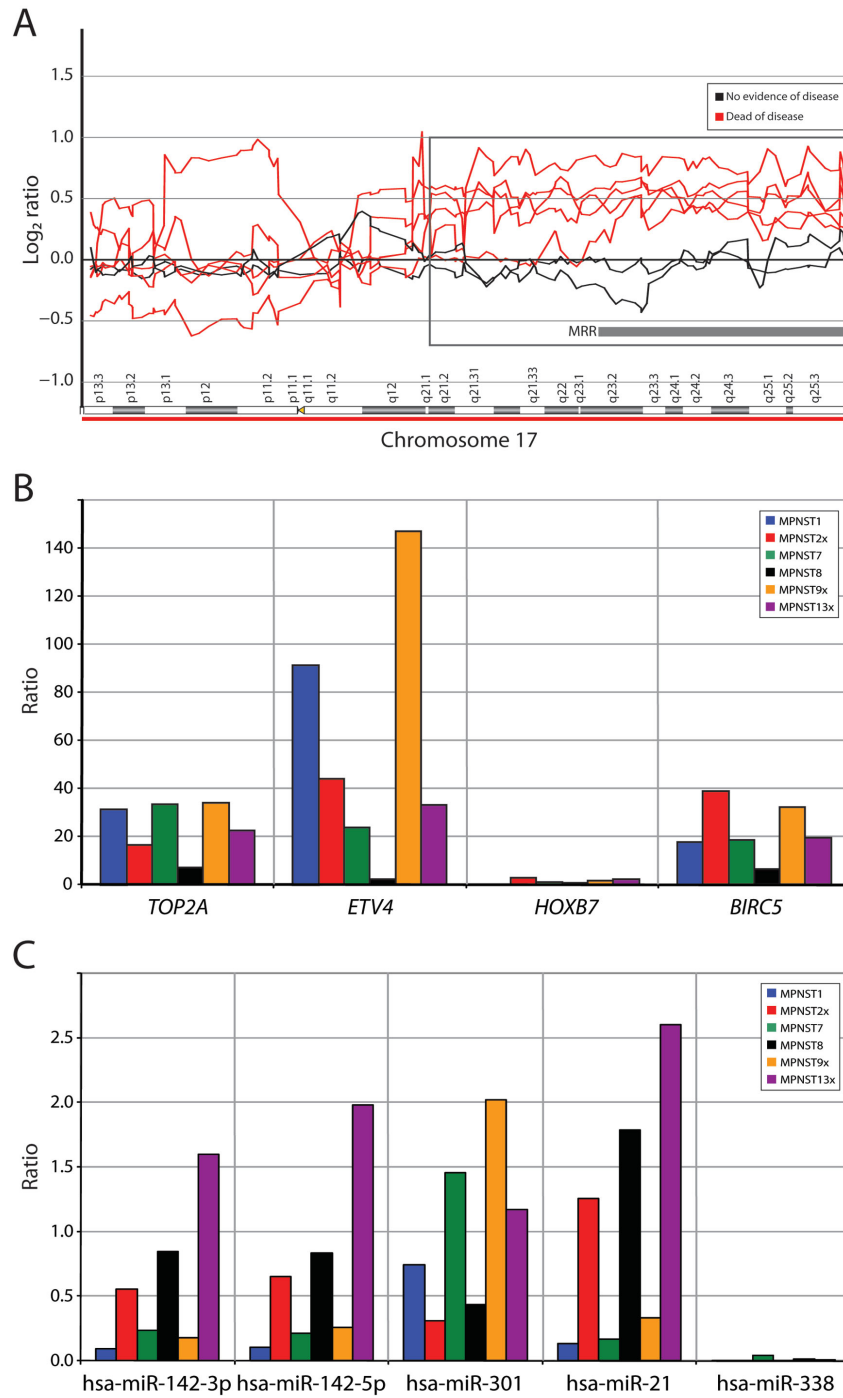 A
1.5
1.0
0.5
0.0
−0.5
−1.0
Log2 ratio
No evidence of disease
Dead of disease
MRR
p13.3 p13.2 p13.1 p12 p11.2 p11.1 q11.1 q11.2 q12 q21.1 q21.2 q21.31 q21.33 q22 q23.1 q23.2 q23.3 q24.1 q24.2 q24.3 q25.1 q25.2 q25.3
Chromosome 17
B
140
120
100
80
60
40
20
0
Ratio
MPNST1
MPNST2x
MPNST7
MPNST8
MPNST9x
MPNST13x
TOP2A ETV4 HOXB7 BIRC5
C
2.5
2.0
1.5
1.0
0.5
0.0
Ratio
MPNST1
MPNST2x
MPNST7
MPNST8
MPNST9x
MPNST13x
hsa-miR-142-3p hsa-miR-142-5p hsa-miR-301 hsa-miR-21 hsa-miR-338